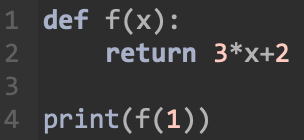 1 def f(x):
2     return 3*x+2
3
4 print(f(1))